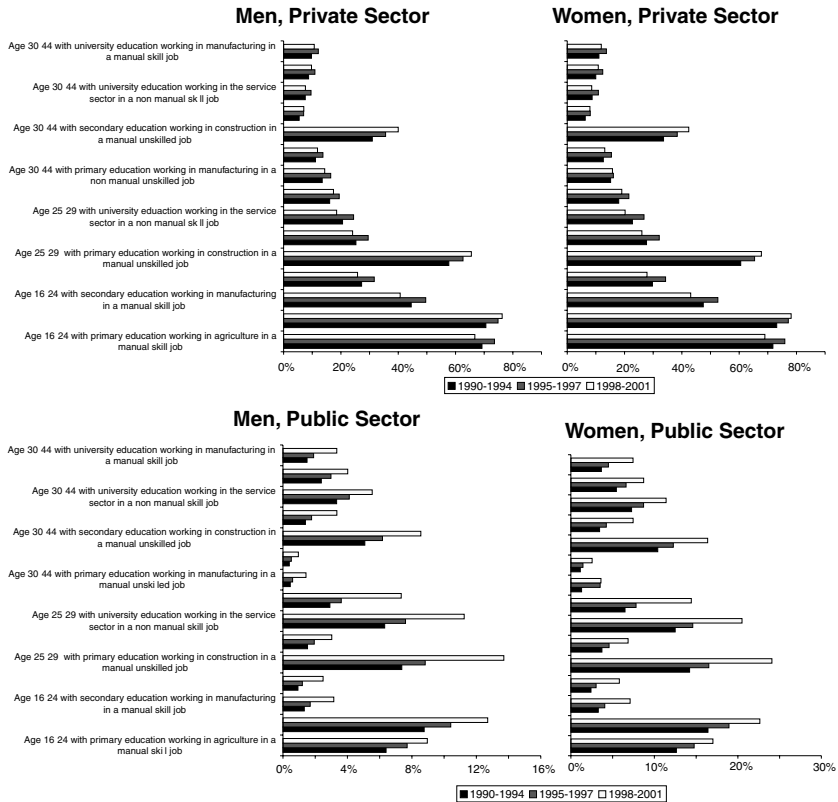 Men, Private Sector
Women, Private Sector
Age 30 44 with university education working in manufacturing in
a manual skill job
Age 30 44 with university education working in the service
sector in a non manual sk ll job
Age 30 44 with secondary education working in construction in
a manual unskilled job
Age 30 44 with primary education working in manufacturing in a
non manual unskilled job
Age 25 29 with university eduaction working in the service
sector in a non manual sk ll job
Age 25 29  with primary education working in construction in a
manual unskilled job
Age 16 24 with secondary education working in manufacturing
in a manual skill job
Age 16 24 with primary education working in agriculture in a
manual skill job
0% 20% 40% 60% 80%
0% 20% 40% 60% 80%
1990-1994 1995-1997 1998-2001
Men, Public Sector
Women, Public Sector
Age 30 44 with university education working in manufacturing in
a manual skill job
Age 30 44 with university education working in the service
sector in a non manual skill job
Age 30 44 with secondary education working in construction in
a manual unskilled job
Age 30 44 with primary education working in manufacturing in a
manual unski led job
Age 25 29 with university education working in the service
sector in a non manual skill job
Age 25 29  with primary education working in construction in a
manual unskilled job
Age 16 24 with secondary education working in manufacturing
in a manual skill job
Age 16 24 with primary education working in agriculture in a
manual ski l job
0% 4% 8% 12% 16%
0% 10% 20% 30%
1990-1994 1995-1997 1998-2001